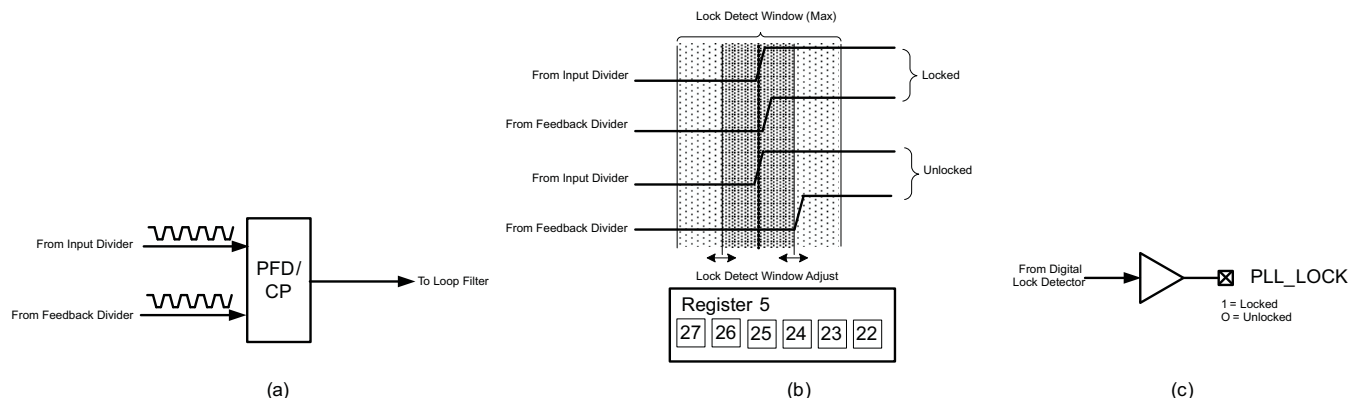 From Input Divider
From Feedback Divider
PFD/
CP
To Loop Filter
(a)
Lock Detect Window (Max)
From Input Divider
Locked
From Feedback Divider
From Input Divider
Unlocked
From Feedback Divider
Lock Detect Window Adjust
Register 5
27 26 25 24 23 22
(b)
From Digital
Lock Detector
PLL_LOCK
1 = Locked
O = Unlocked
(c)